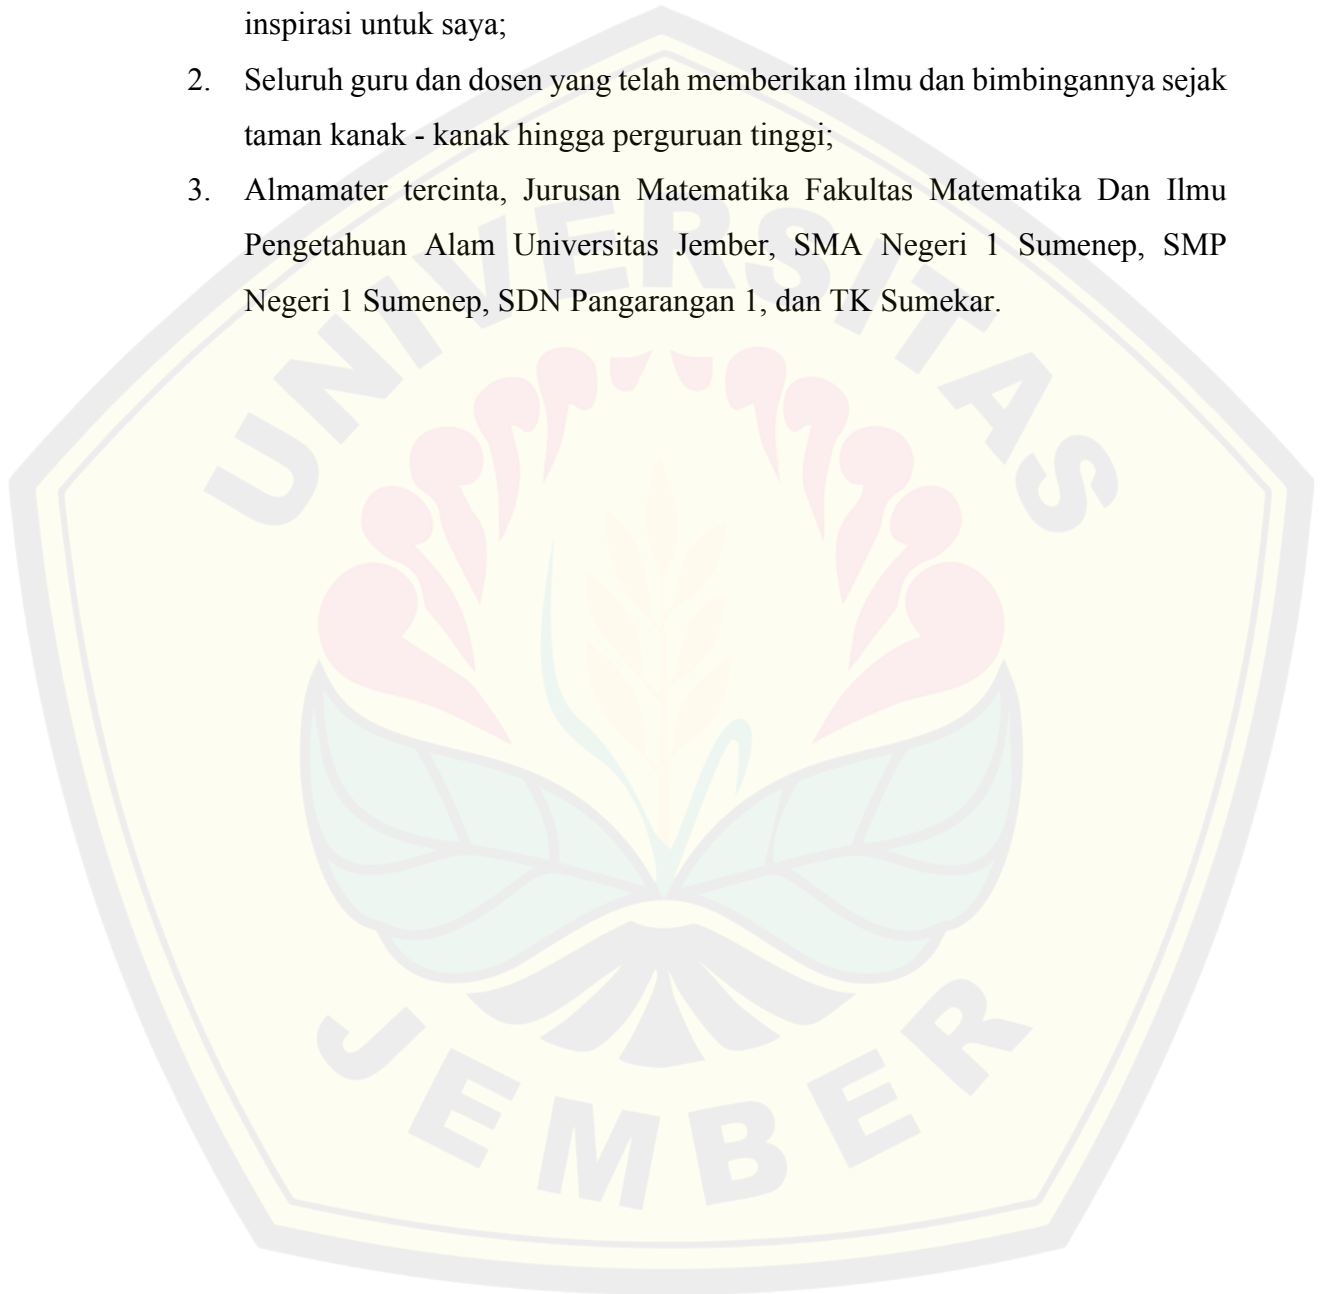 inspirasi untuk saya;
2. Seluruh guru dan dosen yang telah memberikan ilmu dan bimbingannya sejak
taman kanak - kanak hingga perguruan tinggi;
3. Almamater tercinta, Jurusan Matematika Fakultas Matematika Dan Ilmu
Pengetahuan Alam Universitas Jember, SMA Negeri 1 Sumenep, SMP
Negeri 1 Sumenep, SDN Pangarangan 1, dan TK Sumekar.
UNIVERSITAS
JEMBER